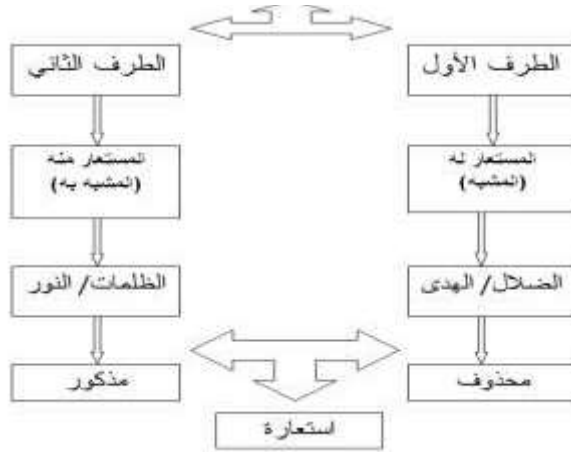 الطرف الأول
الطرف الثاني
المستعار له
(المشبه)
المستعار منه
(المشبه به)
الضلال/ الهدى
الظلمات/ النور
محذوف
مذكور
استعارة